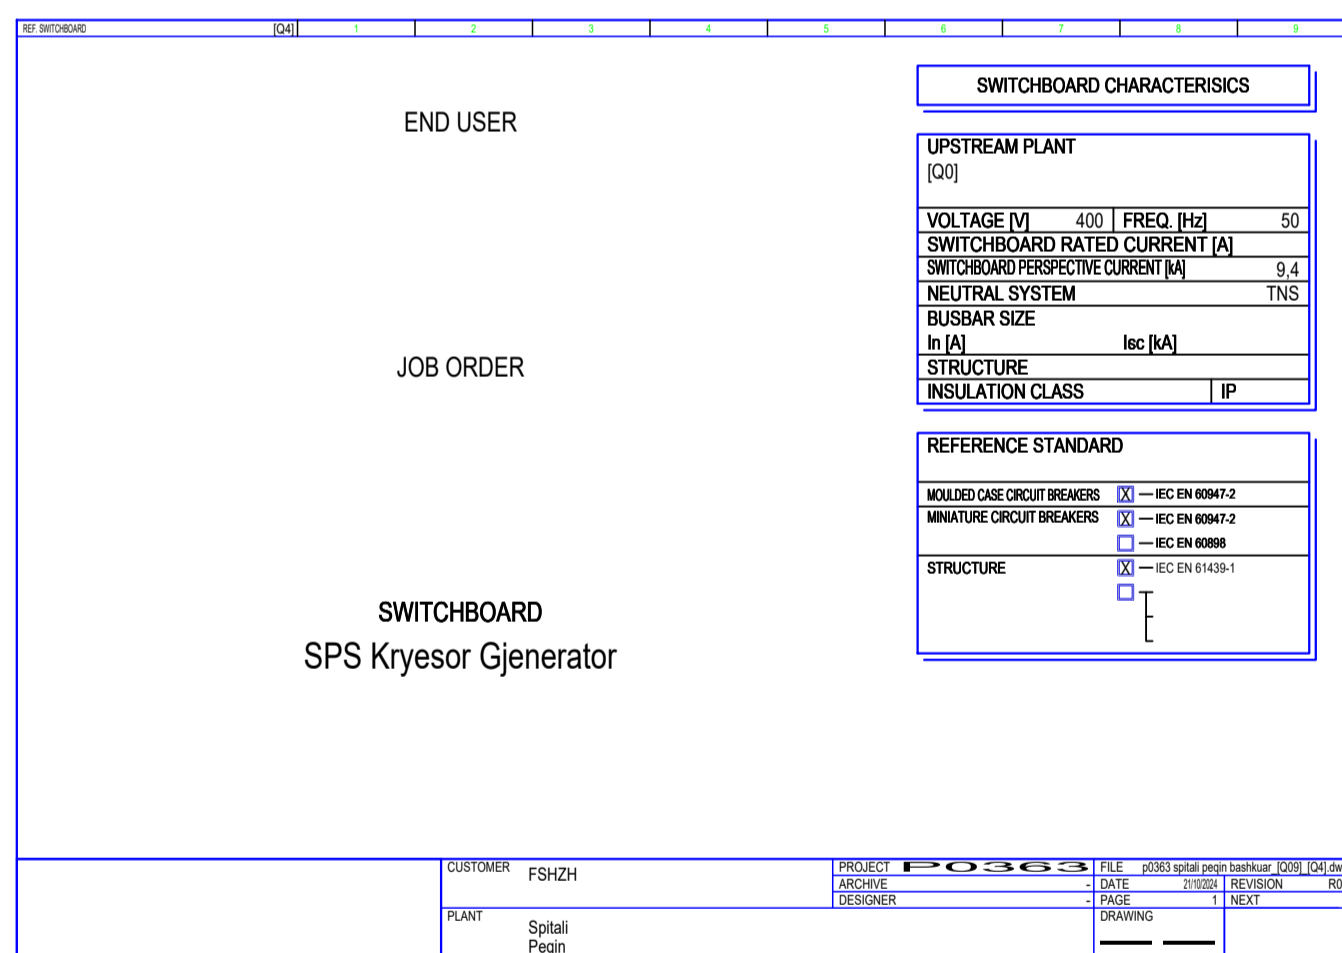 REF. SWITCHBOARD [Q4] 1 2 3 4 5 6 7 8 9
SWITCHBOARD CHARACTERISICS
END USER
UPSTREAM PLANT
[Q0]
VOLTAGE [V] 400 FREQ. [Hz] 50
SWITCHBOARD RATED CURRENT [A]
SWITCHBOARD PERSPECTIVE CURRENT [kA] 9,4
NEUTRAL SYSTEM TNS
BUSBAR SIZE
In [A] Isc [kA]
JOB ORDER
STRUCTURE
INSULATION CLASS IP
REFERENCE STANDARD
MOULDED CASE CIRCUIT BREAKERS X IEC EN 60947-2
MINIATURE CIRCUIT BREAKERS X IEC EN 60947-2
IEC EN 60898
STRUCTURE X IEC EN 61439-1
SWITCHBOARD
SPS Kryesor Gjenerator
CUSTOMER FSHZH
PROJECT P0363 FILE p0363 spitali peqin bashkuar_[Q09]_[Q4].dw
ARCHIVE - DATE 21/10/2024 REVISION R0
DESIGNER - PAGE 1 NEXT
PLANT DRAWING
Spitali
Peqin